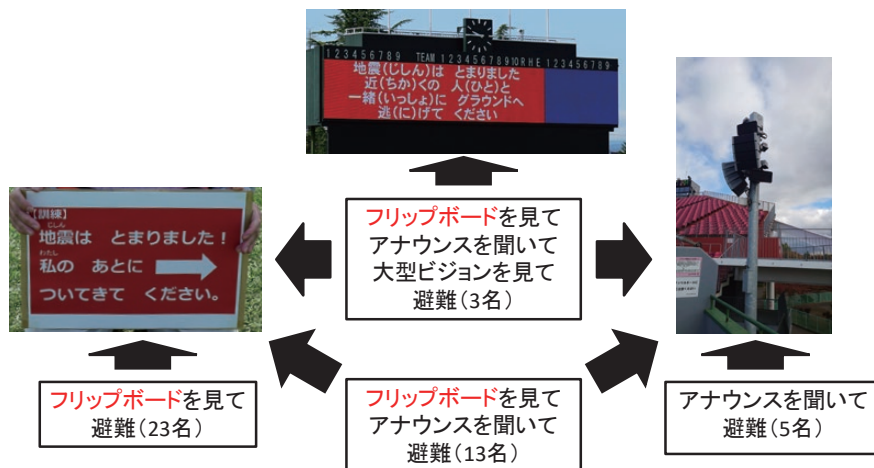 1 2 3 4 5 6 7 8 9 TEAM 1 2 3 4 5 6 7 8 9 10 R H E 1 2 3 4 5 6 7 8 9
地震(じしん)は とまりました
近(ちか)くの 人(ひと)と
一緒(いっしょ)に グラウンドへ
逃(に)げて ください
【訓練】
じしん
地震は とまりました!
わたし
私の あとに
ついてきて ください。
フリップボードを見て
アナウンスを聞いて
大型ビジョンを見て
避難(3名)
フリップボードを見て
避難(23名)
フリップボードを見て
アナウンスを聞いて
避難(13名)
アナウンスを聞いて
避難(5名)